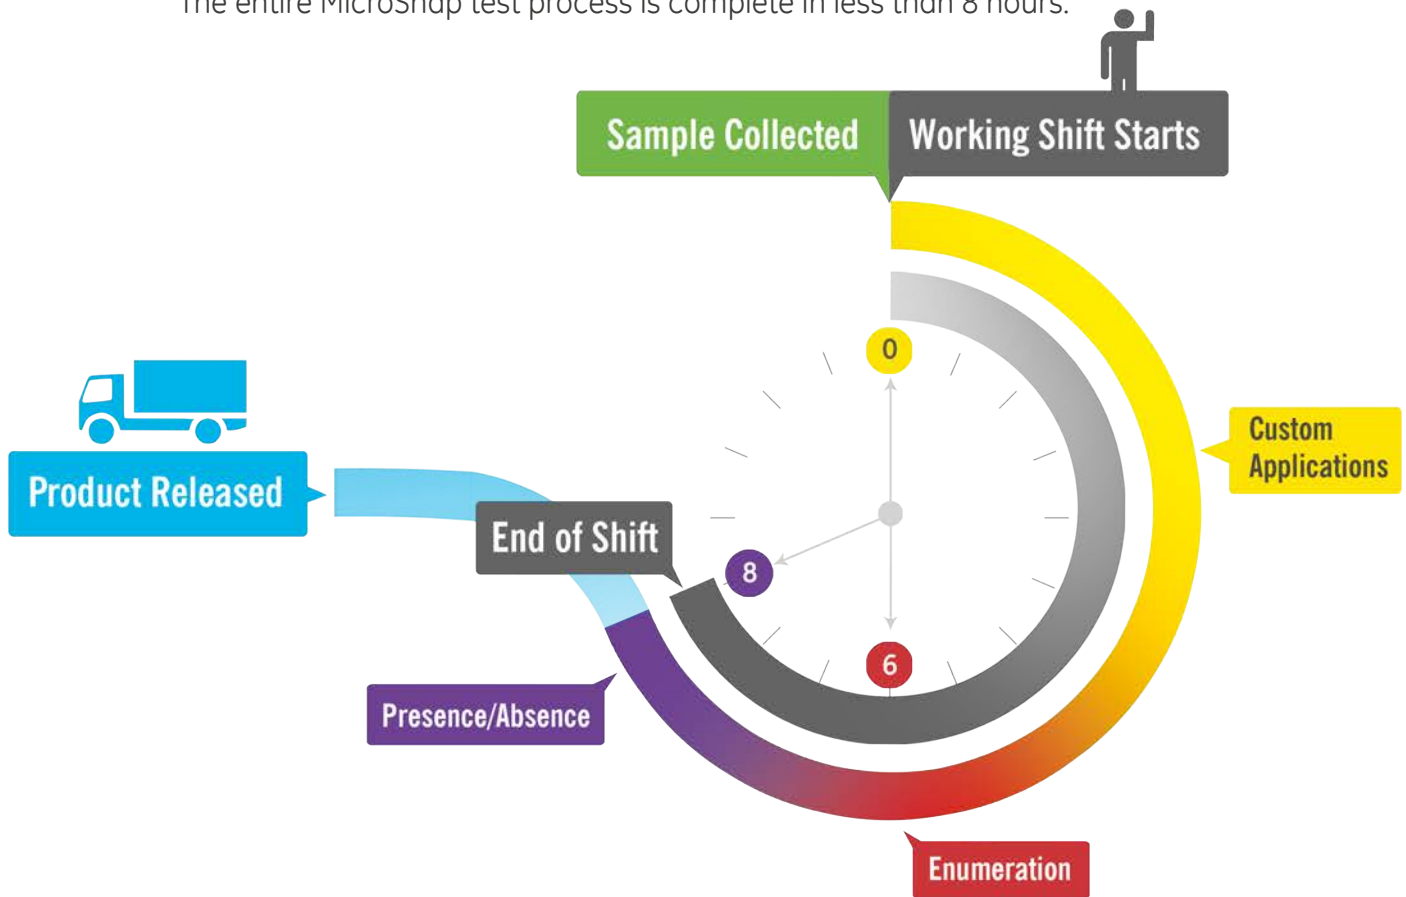 The entire MicroSnap test process is complete in less than 8 hours.
Sample Collected
Working Shift Starts
0
Custom
Applications
Product Released
End of Shift
8
6
Presence/Absence
Enumeration